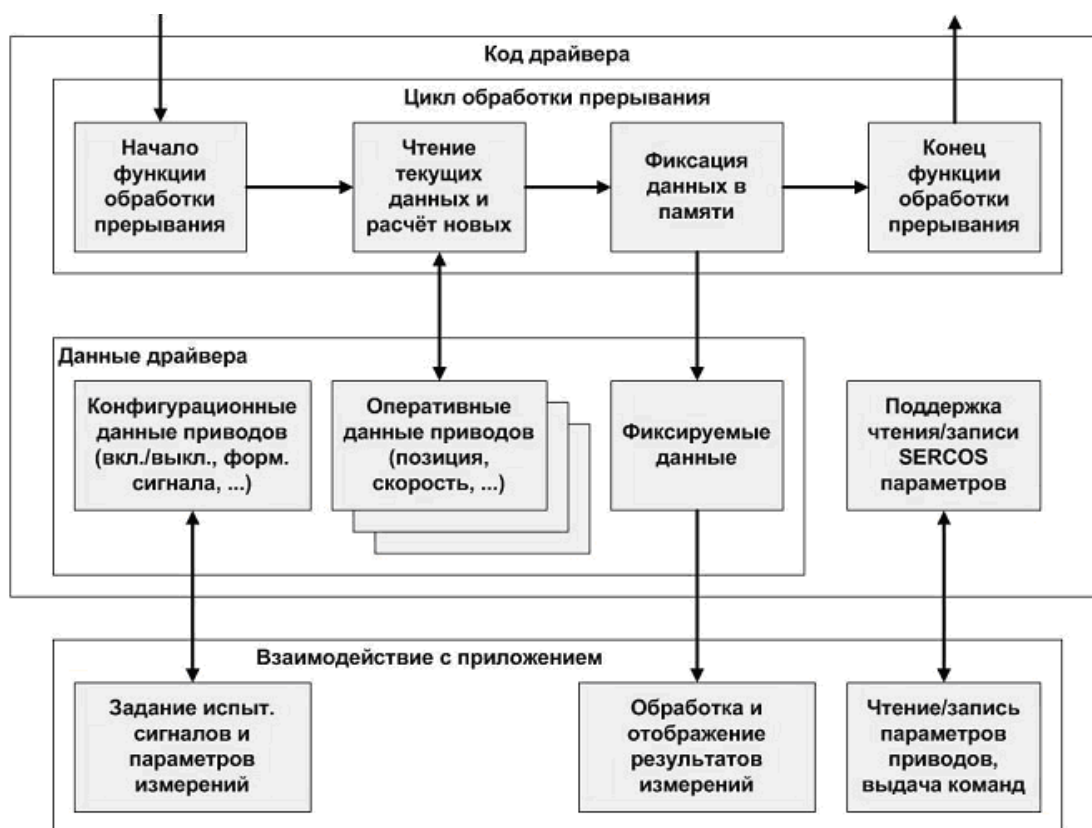 Код драйвера
Цикл обработки прерывания
Начало
функции
обработки
прерывания
Чтение
текущих
данных и
расчёт новых
Фиксация
данных в
памяти
Конец
функции
обработки
прерывания
Данные драйвера
Конфигурационные
данные приводов
(вкл./выкл., форм.
сигнала, ...)
Оперативные
данные приводов
(позиция,
скорость, ...)
Фиксируемые
данные
Поддержка
чтения/записи
SERCOS
параметров
Взаимодействие с приложением
Задание испыт.
сигналов и
параметров
измерений
Обработка и
отображение
результатов
измерений
Чтение/запись
параметров
приводов,
выдача команд